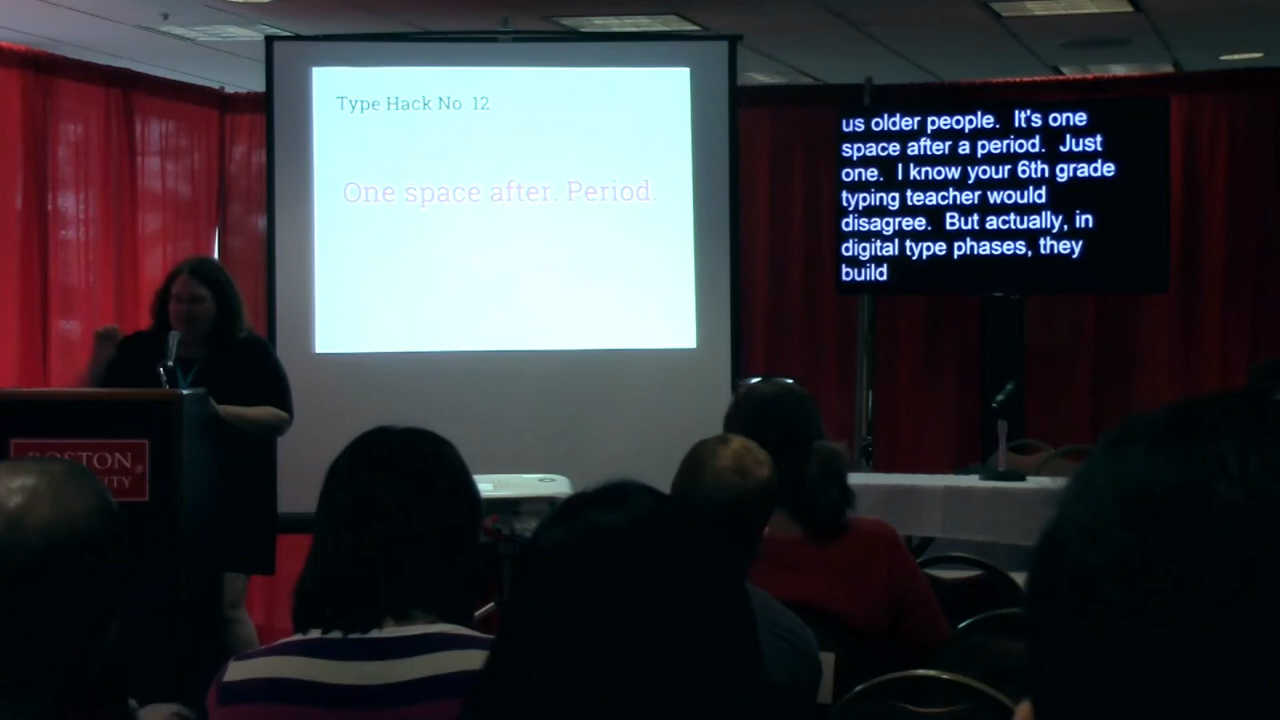 Type Hack No. 12
One space after. Period.
us older people.  It's one
space after a period.  Just
one.  I know your 6th grade
typing teacher would
disagree.  But actually, in
digital type phases, they
build
BOSTON